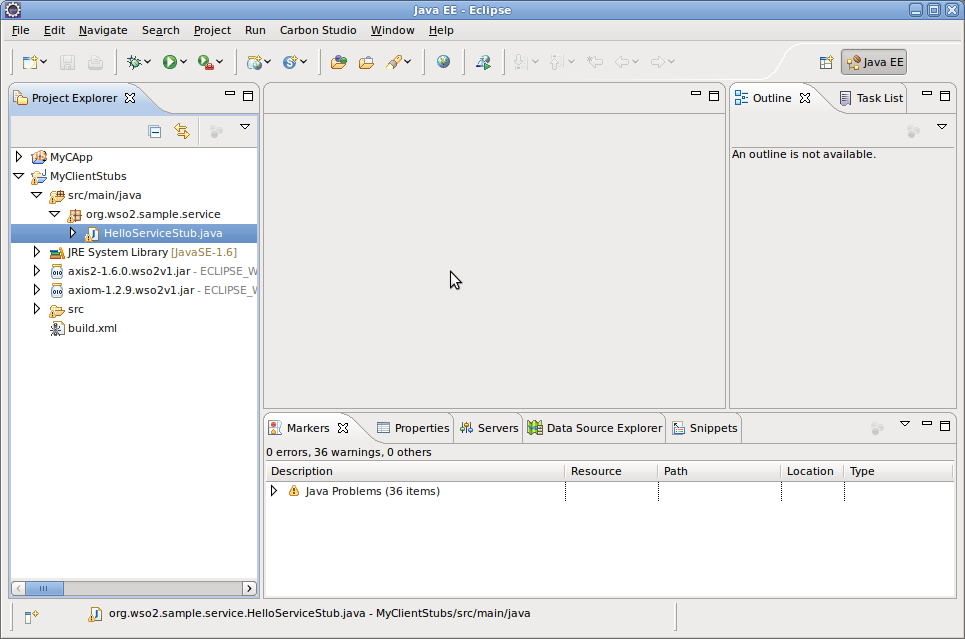 Java EE - Eclipse
File Edit Navigate Search Project Run Carbon Studio Window Help
Java EE
Project Explorer
MyCApp
MyClientStubs
src/main/java
org.wso2.sample.service
HelloServiceStub.java
JRE System Library [JavaSE-1.6]
axis2-1.6.0.wso2v1.jar - ECLIPSE_W
axiom-1.2.9.wso2v1.jar - ECLIPSE_W
src
build.xml
Outline Task List
An outline is not available.
Markers Properties Servers Data Source Explorer Snippets
0 errors, 36 warnings, 0 others
Description Resource Path Location Type
Java Problems (36 items)
org.wso2.sample.service.HelloServiceStub.java - MyClientStubs/src/main/java